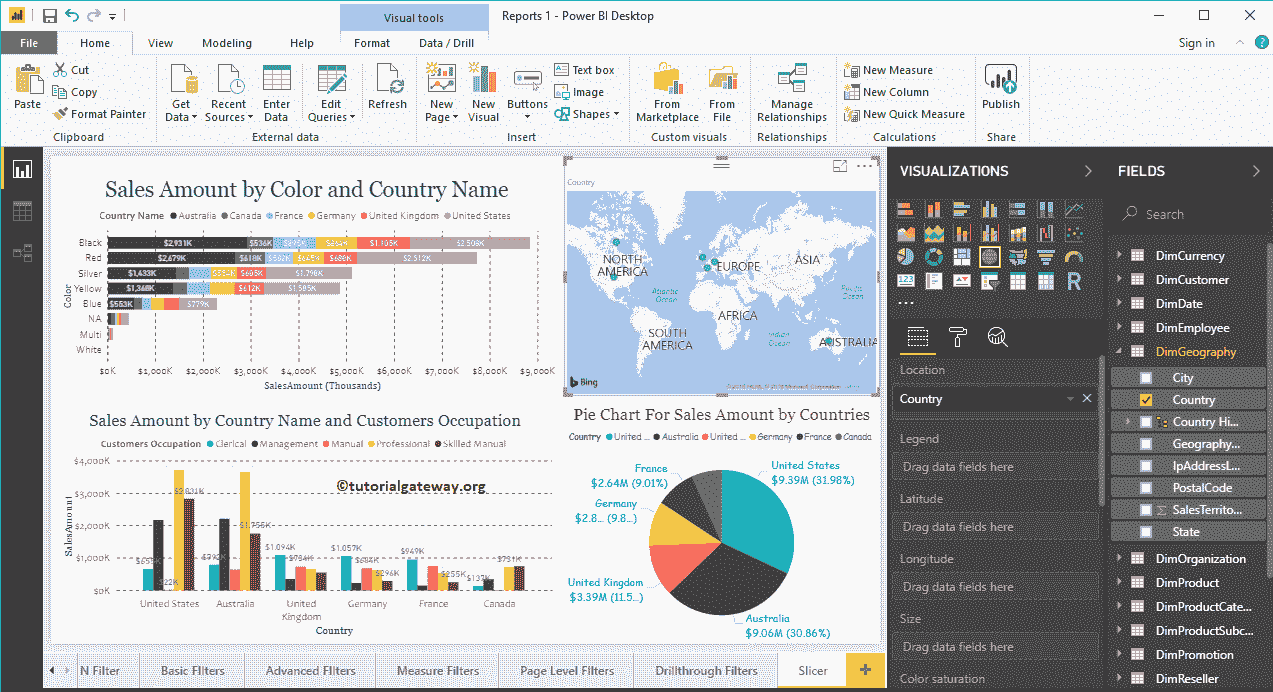 Visual tools
Reports 1 - Power BI Desktop
File
Home
View
Modeling
Help
Format
Data / Drill
Sign in
Paste
Cut
Copy
Format Painter
Get Data
Recent Sources
Enter Data
Edit Queries
Refresh
New Page
New Visual
Buttons
Text box
Image
Shapes
From Marketplace
From File
Manage Relationships
New Measure
New Column
New Quick Measure
Publish
Clipboard
External data
Insert
Custom visuals
Relationships
Calculations
Share
Sales Amount by Color and Country Name
Country Name Australia Canada France Germany United Kingdom United States
Color
Black $2,931K $536K
Red $2,679K $618K $686K $2,512K
Silver $1,433K $605K $1,798K
Yellow $1,368K $612K $1,585K
Blue $553K $779K
NA
Multi
White
$0K $1,000K $2,000K $3,000K $4,000K $5,000K $6,000K $7,000K $8,000K $9,000K
SalesAmount (Thousands)
Country
NORTH AMERICA
EUROPE
ASIA
Atlantic Ocean
Pacific Ocean
AFRICA
SOUTH AMERICA
Indian Ocean
AUSTRALIA
Bing
Sales Amount by Country Name and Customers Occupation
Customers Occupation Clerical Management Manual Professional Skilled Manual
SalesAmount
$4,000K
$3,000K
$2,000K
$1,000K
$0K
$1,094K
$1,057K
$949K
$296K
$255K
©tutorialgateway.org
United States
Australia
United Kingdom
Germany
France
Canada
Country
Pie Chart For Sales Amount by Countries
Country United ... Australia United ... Germany France Canada
France
$2.64M (9.01%)
United States
$9.39M (31.98%)
Germany
$2.8... (9.8...)
United Kingdom
$3.39M (11.5...)
Australia
$9.06M (30.86%)
N Filter
Basic FIlters
Advanced FIlters
Measure Filters
Page Level FIlters
Drillthrough Filters
Slicer
+
VISUALIZATIONS
123
R
Location
Country
Legend
Drag data fields here
Latitude
Drag data fields here
Longitude
Drag data fields here
Size
Drag data fields here
Color saturation
FIELDS
Search
DimCurrency
DimCustomer
DimDate
DimEmployee
DimGeography
City
Country
Country Hi...
Geography...
IpAddressL...
PostalCode
SalesTerrito...
State
DimOrganization
DimProduct
DimProductCate...
DimProductSubc...
DimPromotion
DimReseller